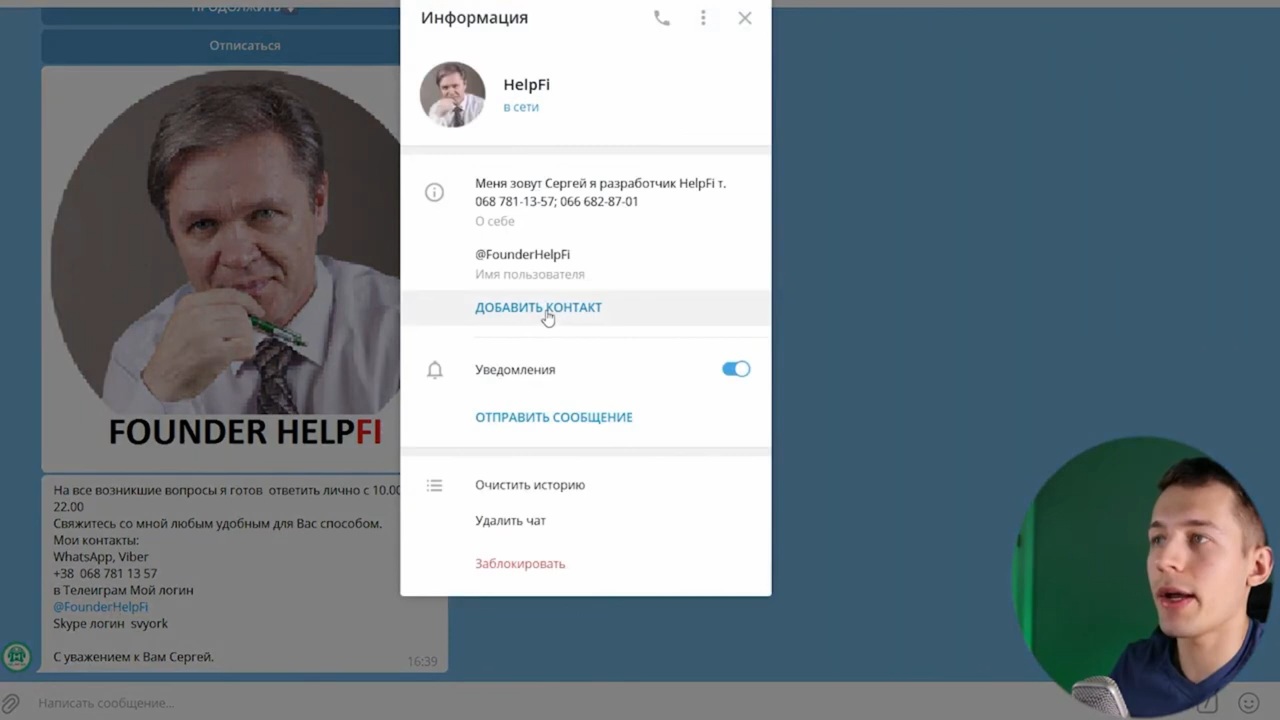 ПРОДОЛЖИТЬ
Отписаться
FOUNDER HELPFI
На все возникшие вопросы я готов ответить лично с 10.00
22.00
Свяжитесь со мной любым удобным для Вас способом.
Мои контакты:
WhatsApp, Viber
+38 068 781 13 57
в Телеиграм Мой логин
@FounderHelpFi
Skype логин svyork
С уважением к Вам Сергей.
16:39
Написать сообщение...
Информация
HelpFi
в сети
Меня зовут Сергей я разработчик HelpFi т.
068 781-13-57; 066 682-87-01
О себе
@FounderHelpFi
Имя пользователя
ДОБАВИТЬ КОНТАКТ
Уведомления
ОТПРАВИТЬ СООБЩЕНИЕ
Очистить историю
Удалить чат
Заблокировать